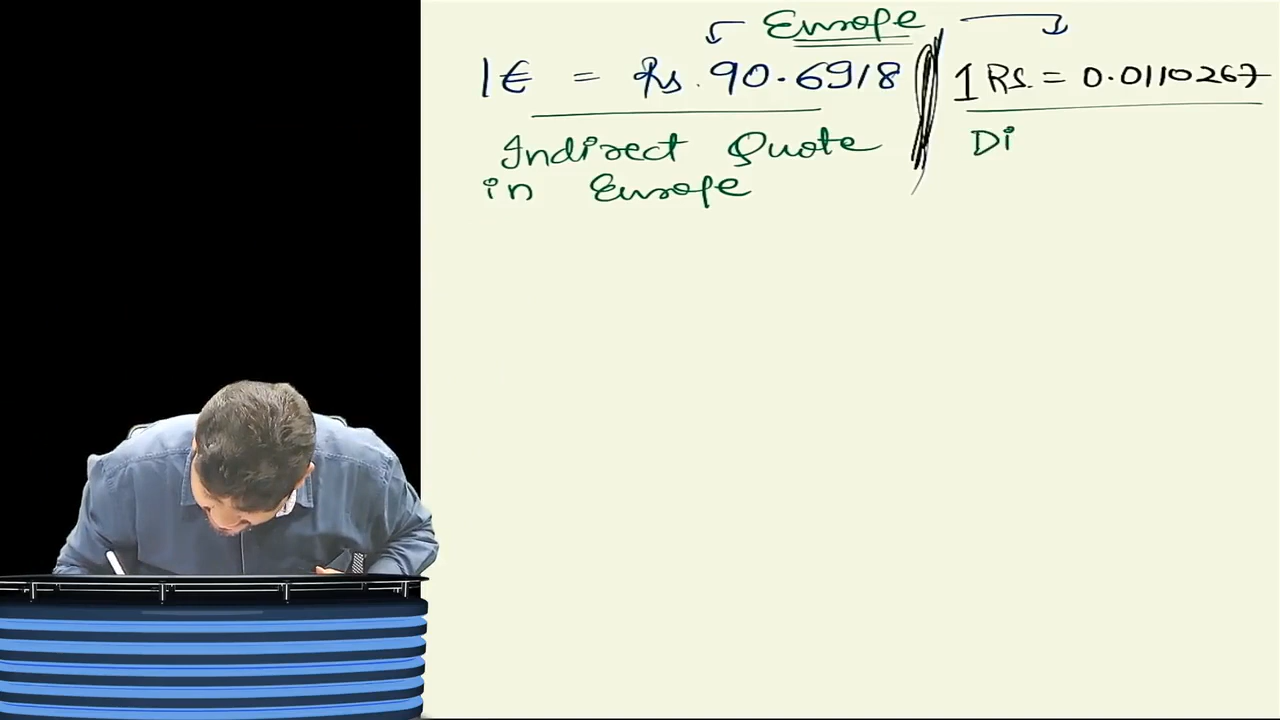 Europe
1€ = Rs. 90.6918
1 Rs. = 0.0110267
Indirect Quote
in Europe
Di